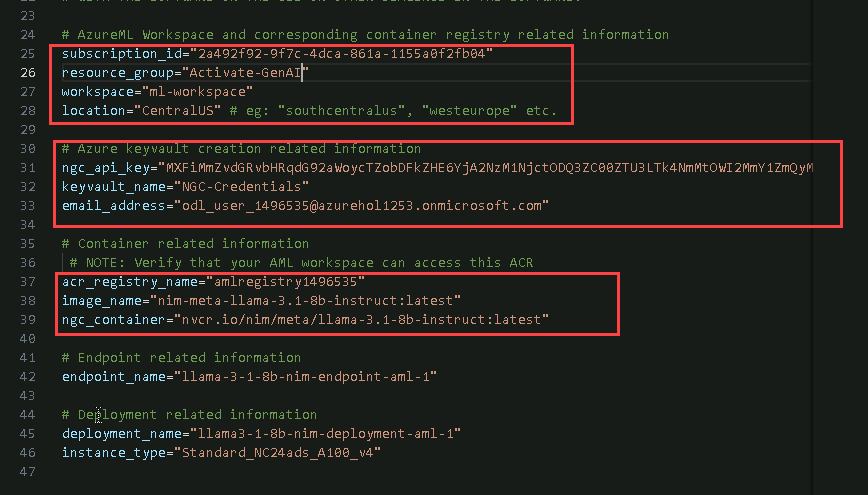 23
24 # AzureML Workspace and corresponding container registry related information
25 subscription_id="2a492f92-9f7c-4dca-861a-1155a0f2fb04"
26 resource_group="Activate-GenAI"
27 workspace="ml-workspace"
28 location="CentralUS" # eg: "southcentralus", "westeurope" etc.
29
30 # Azure keyvault creation related information
31 ngc_api_key="MXFiMmZvdGRvbHRqdG92aWoycTZobDFkZHE6YjA2NzM1NjctODQ3ZC00ZTU3LTk4NmMtOWI2MmY1ZmQyM
32 keyvault_name="NGC-Credentials"
33 email_address="odl_user_1496535@azurehol1253.onmicrosoft.com"
34
35 # Container related information
36 # NOTE: Verify that your AML workspace can access this ACR
37 acr_registry_name="amlregistry1496535"
38 image_name="nim-meta-llama-3.1-8b-instruct:latest"
39 ngc_container="nvcr.io/nim/meta/llama-3.1-8b-instruct:latest"
40
41 # Endpoint related information
42 endpoint_name="llama-3-1-8b-nim-endpoint-aml-1"
43
44 # Deployment related information
45 deployment_name="llama3-1-8b-nim-deployment-aml-1"
46 instance_type="Standard_NC24ads_A100_v4"
47